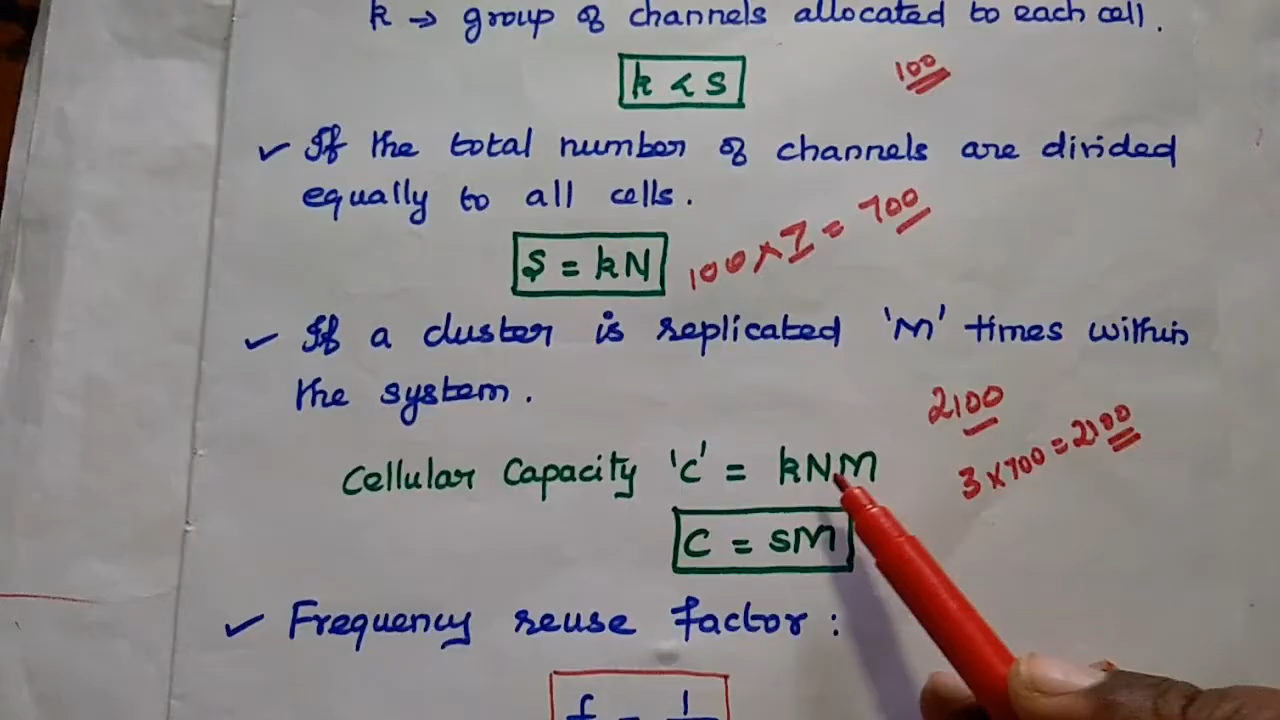 k → group of channels allocated to each cell.
k < S
100
✓ If the total number of channels are divided
equally to all cells.
S = kN
100 × 7 = 700
✓ If a cluster is replicated 'M' times within
the system.
2100
Cellular Capacity 'C' = kNM
3 × 700 = 2100
C = SM
✓ Frequency reuse factor :
f = 1